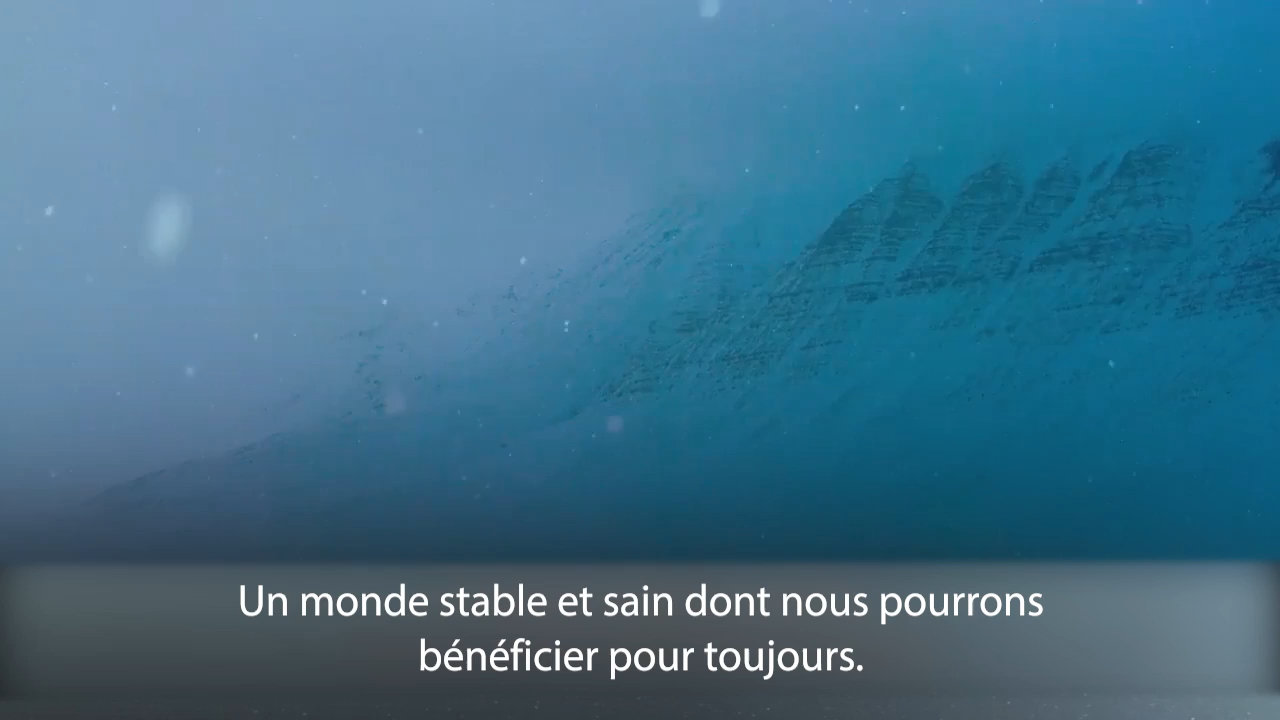 Un monde stable et sain dont nous pourrons
bénéficier pour toujours.